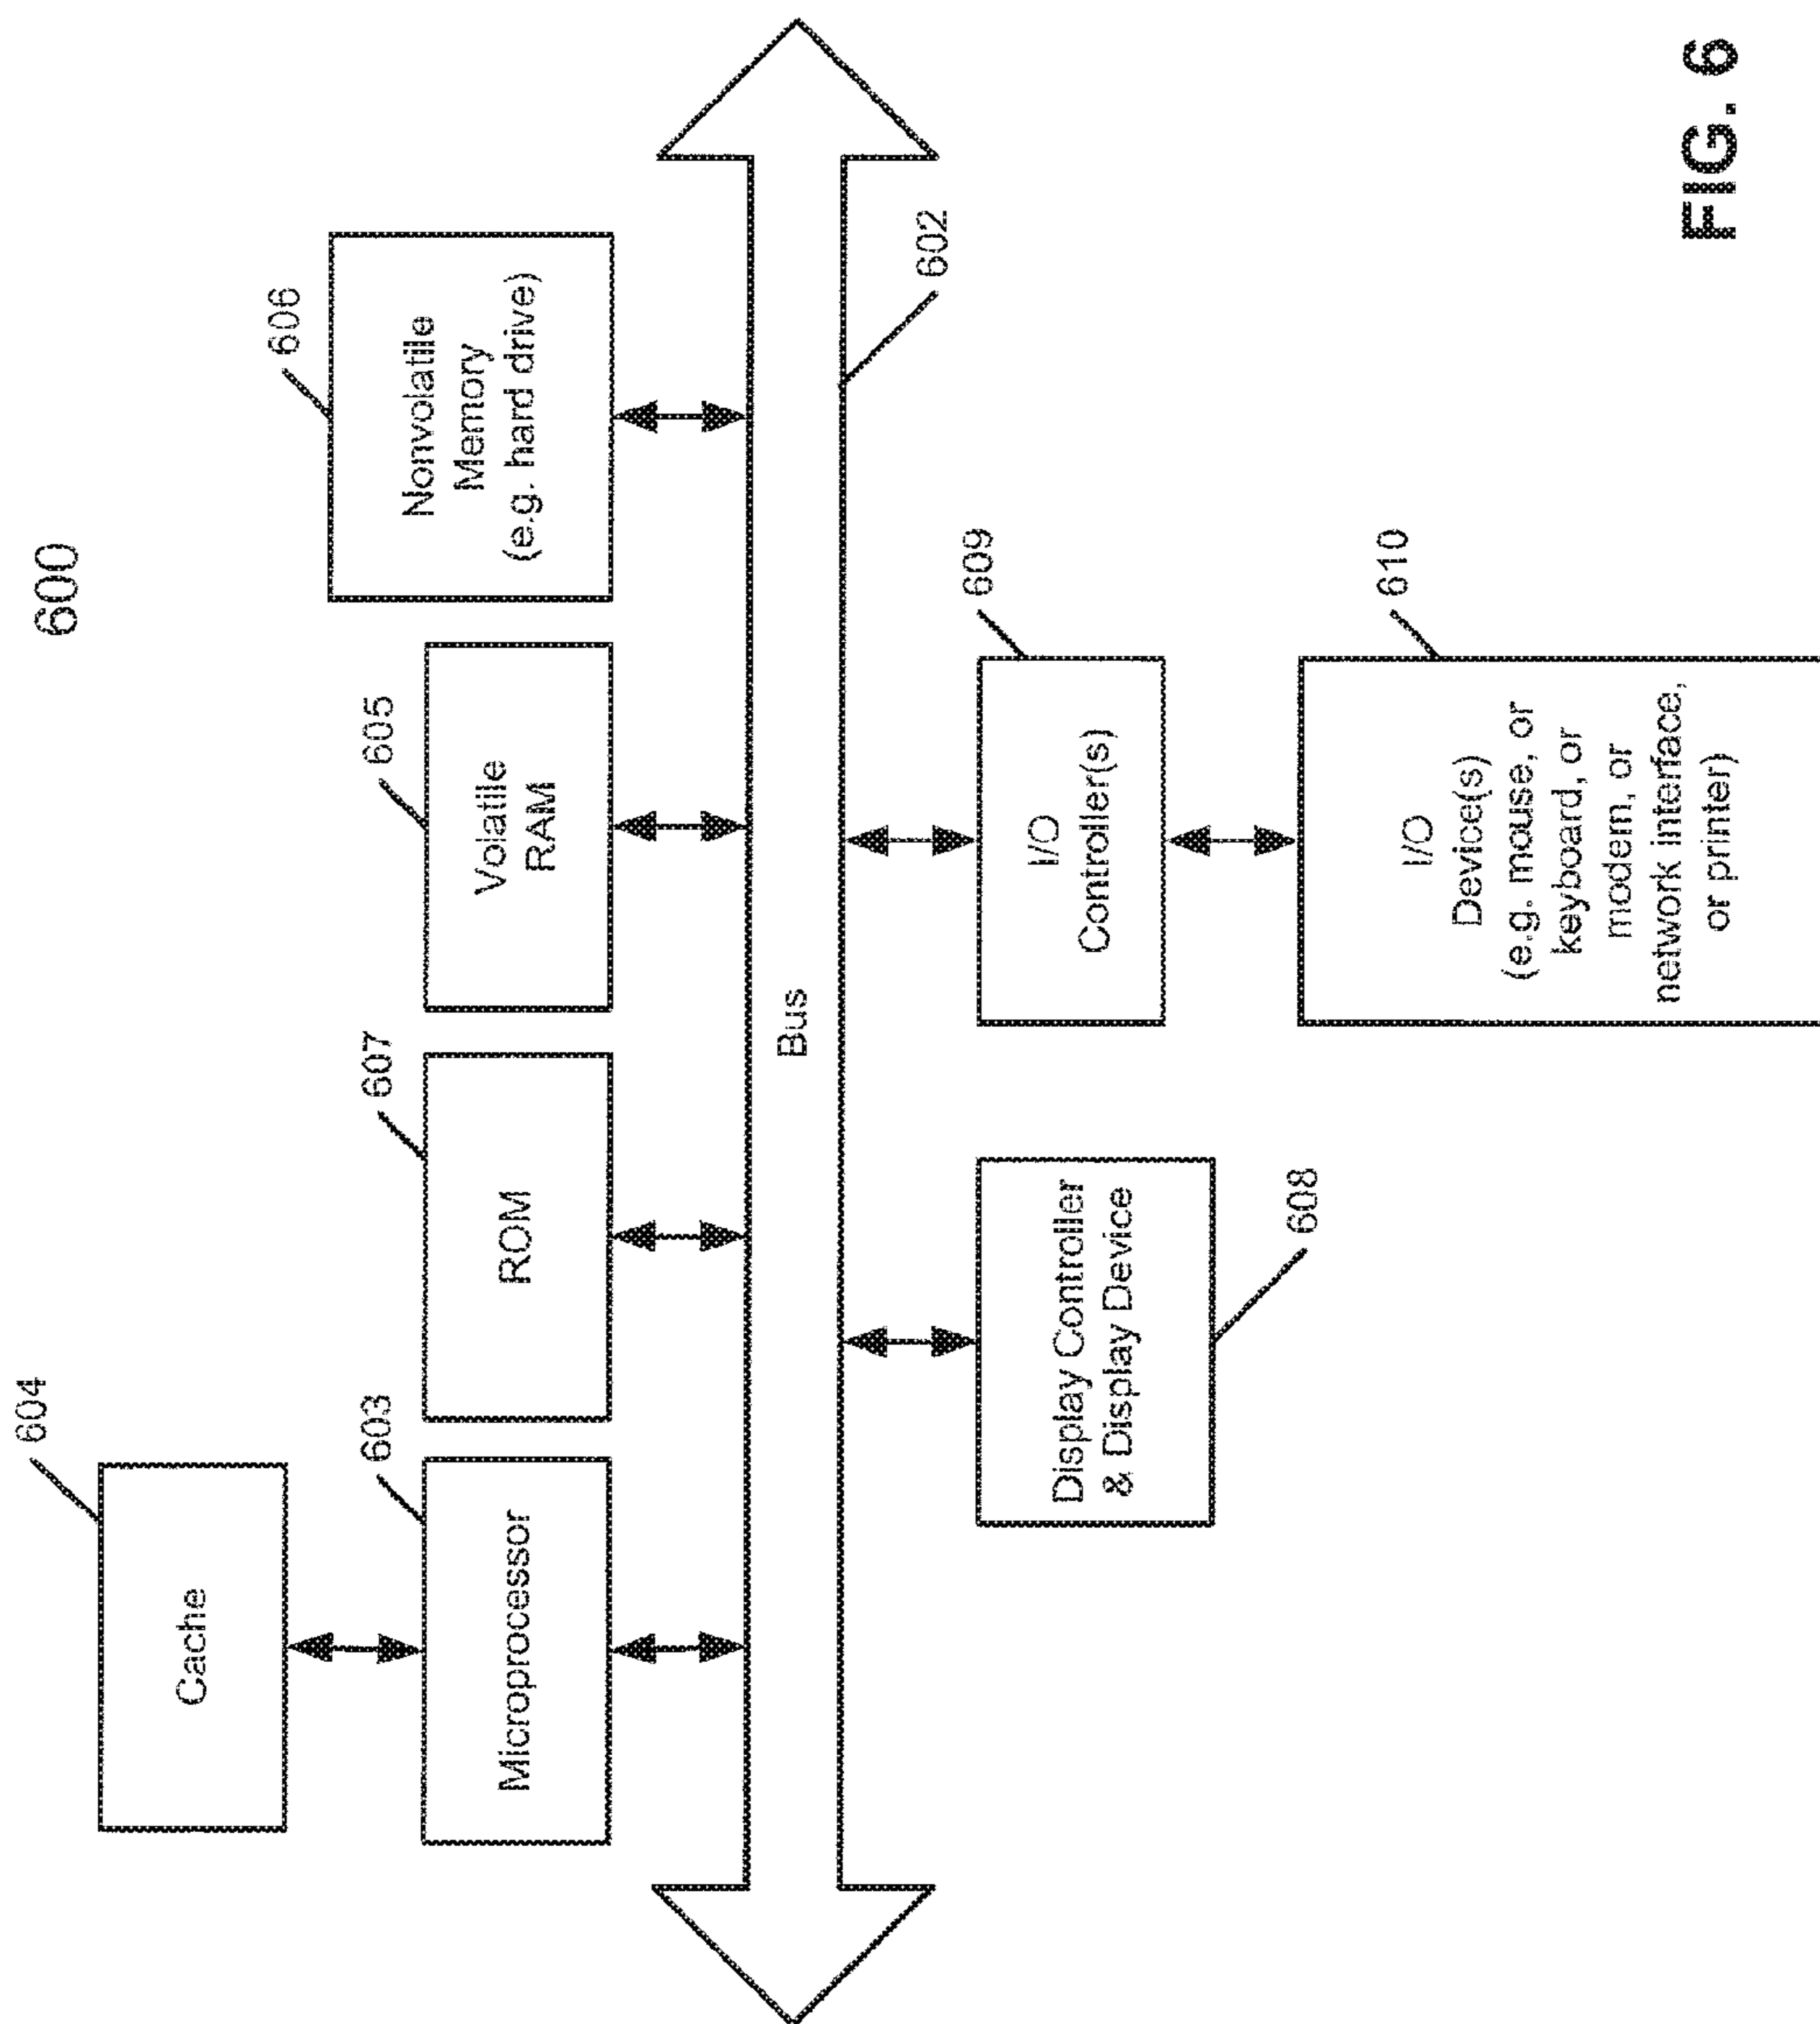 600
604
Cache
603
Microprocessor
607
ROM
605
Volatile
RAM
606
Nonvolatile
Memory
(e.g. hard drive)
Bus
602
Display Controller
& Display Device
608
609
I/O
Controller(s)
610
I/O
Device(s)
(e.g. mouse, or
keyboard, or
modem, or
network interface,
or printer)
FIG. 6